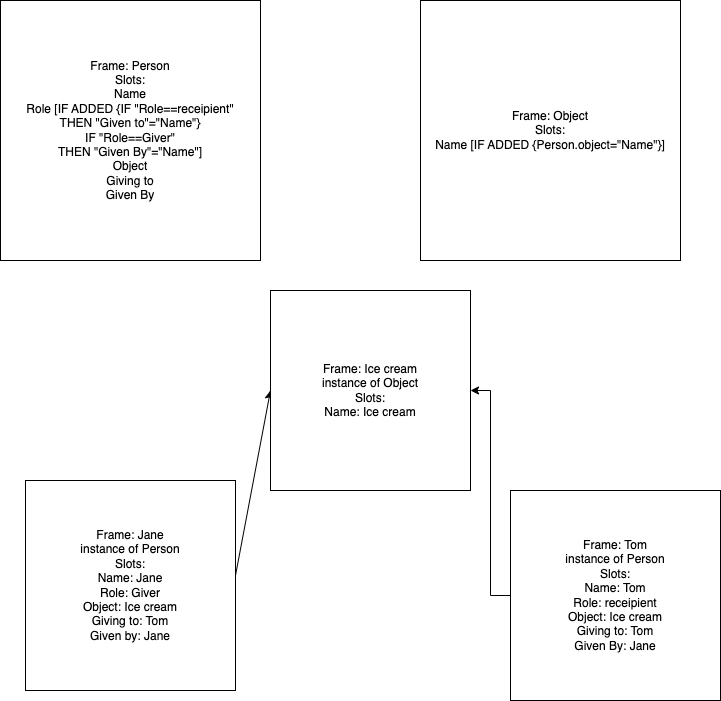 Frame: Person
Slots:
Name
Role [IF ADDED {IF "Role==receipient"
THEN "Given to"="Name"}
IF "Role==Giver"
THEN "Given By"="Name"]
Object
Giving to
Given By
Frame: Object
Slots:
Name [IF ADDED {Person.object="Name"}]
Frame: Ice cream
instance of Object
Slots:
Name: Ice cream
Frame: Jane
instance of Person
Slots:
Name: Jane
Role: Giver
Object: Ice cream
Giving to: Tom
Given by: Jane
Frame: Tom
instance of Person
Slots:
Name: Tom
Role: receipient
Object: Ice cream
Giving to: Tom
Given By: Jane